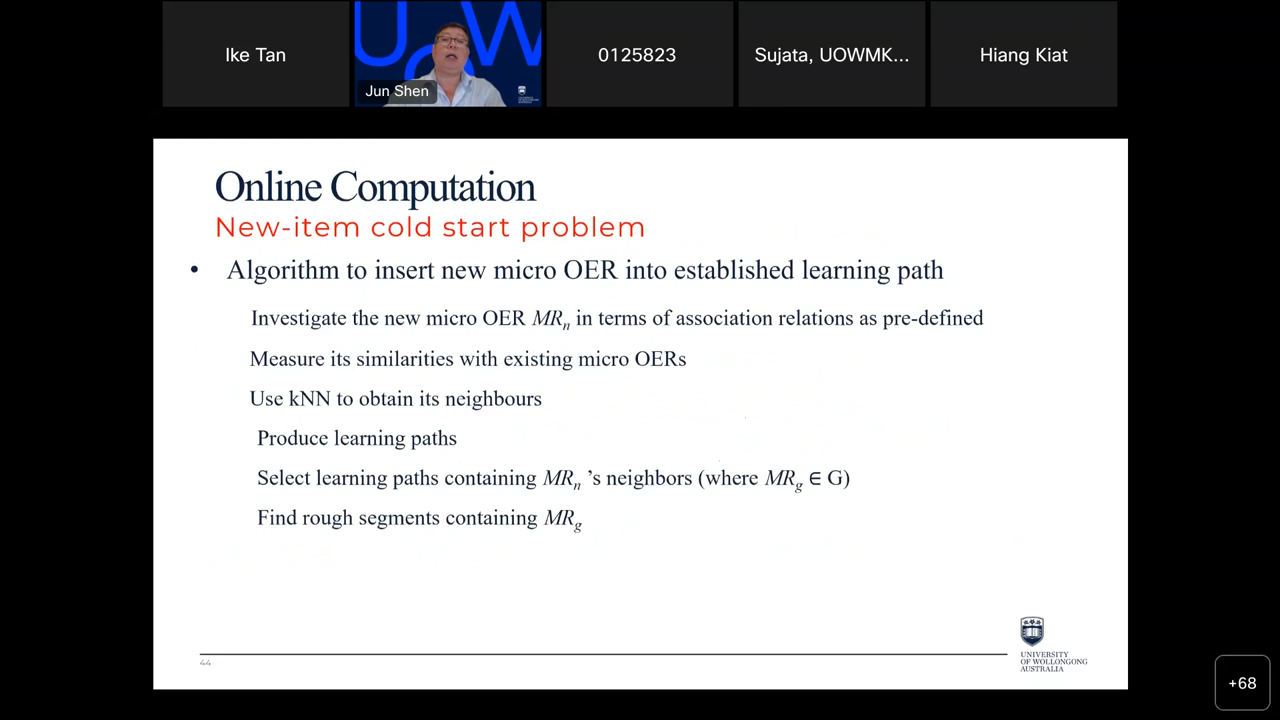 Ike Tan
UOW
Jun Shen
0125823
Sujata, UOWMK...
Hiang Kiat
Online Computation
New-item cold start problem
• Algorithm to insert new micro OER into established learning path
Investigate the new micro OER MRn in terms of association relations as pre-defined
Measure its similarities with existing micro OERs
Use kNN to obtain its neighbours
Produce learning paths
Select learning paths containing MRn 's neighbors (where MRg ∈ G)
Find rough segments containing MRg
44
UNIVERSITY
OF WOLLONGONG
AUSTRALIA
+68